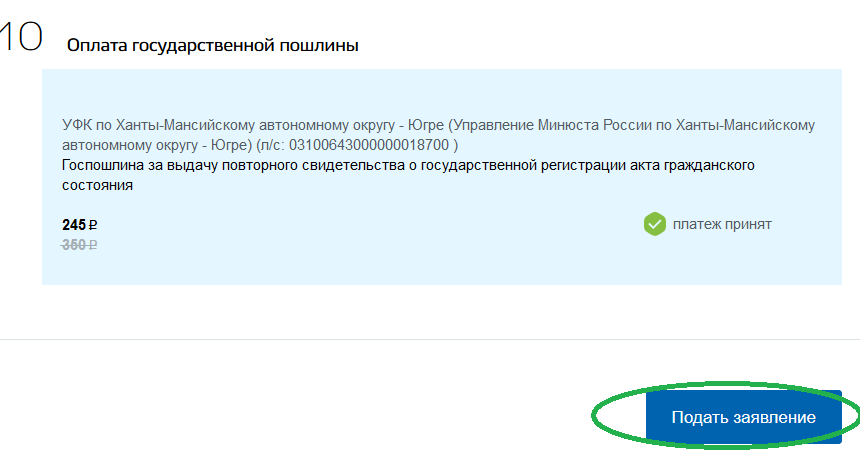 10 Оплата государственной пошлины
УФК по Ханты-Мансийскому автономному округу - Югре (Управление Минюста России по Ханты-Мансийскому
автономному округу - Югре) (л/с: 03100643000000018700 )
Госпошлина за выдачу повторного свидетельства о государственной регистрации акта гражданского
состояния
245 ₽ платеж принят
350 ₽
Подать заявление